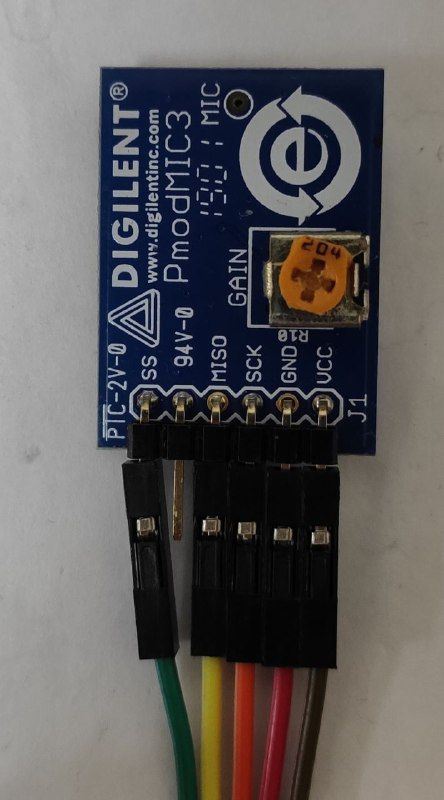 DIGILENT®
www.digilentinc.com
PmodMIC3
1901
MIC
e
GAIN
204
R10
PTC-2V-0
SS
94V-0
MISO
SCK
GND
VCC
J1